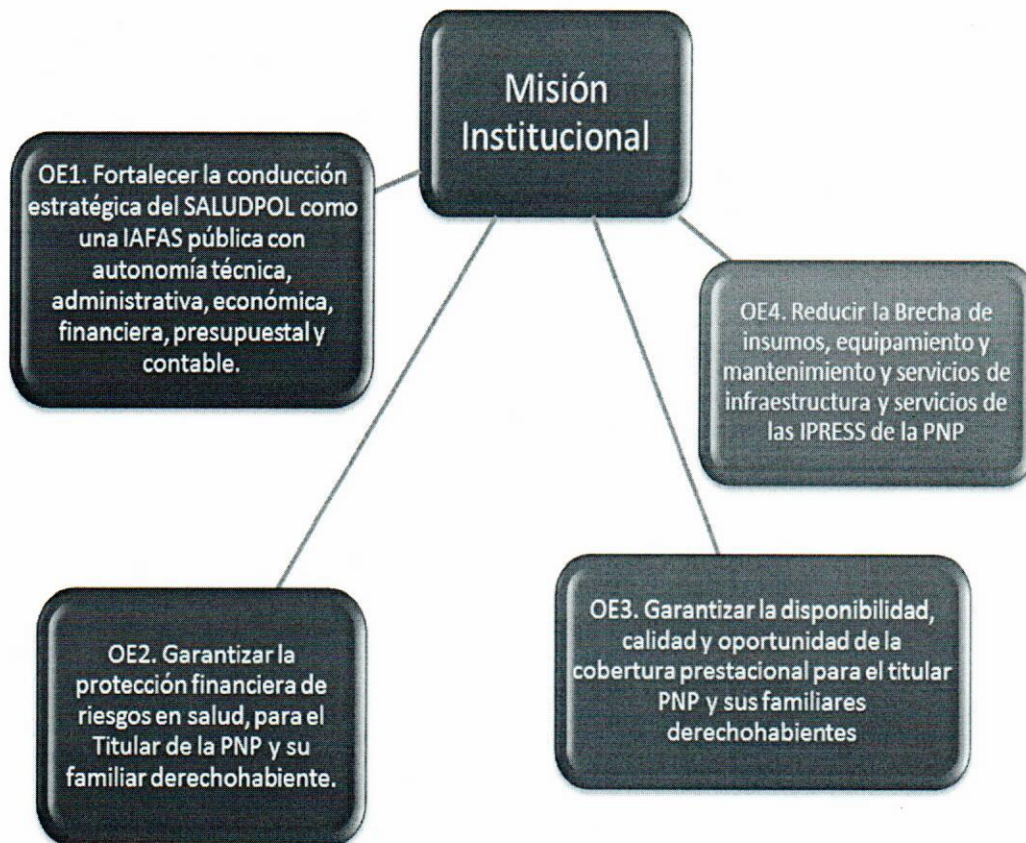 Misión
Institucional
OE1. Fortalecer la conducción
estratégica del SALUDPOL como
una IAFAS pública con
autonomía técnica,
administrativa, económica,
financiera, presupuestal y
contable.
OE4. Reducir la Brecha de
insumos, equipamiento y
mantenimiento y servicios de
infraestructura y servicios de
las IPRESS de la PNP
OE2. Garantizar la
protección financiera de
riesgos en salud, para el
Titular de la PNP y su
familiar derechohabiente.
OE3. Garantizar la disponibilidad,
calidad y oportunidad de la
cobertura prestacional para el titular
PNP y sus familiares
derechohabientes